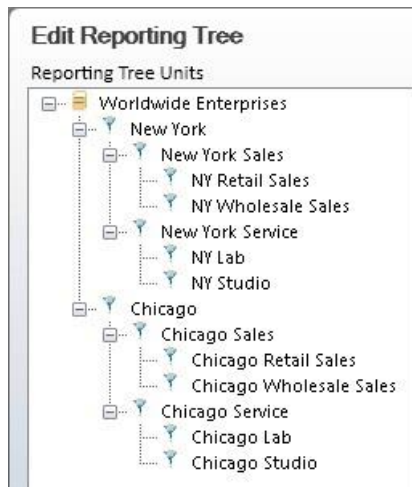 Edit Reporting Tree
Reporting Tree Units
Worldwide Enterprises
New York
New York Sales
NY Retail Sales
NY Wholesale Sales
New York Service
NY Lab
NY Studio
Chicago
Chicago Sales
Chicago Retail Sales
Chicago Wholesale Sales
Chicago Service
Chicago Lab
Chicago Studio